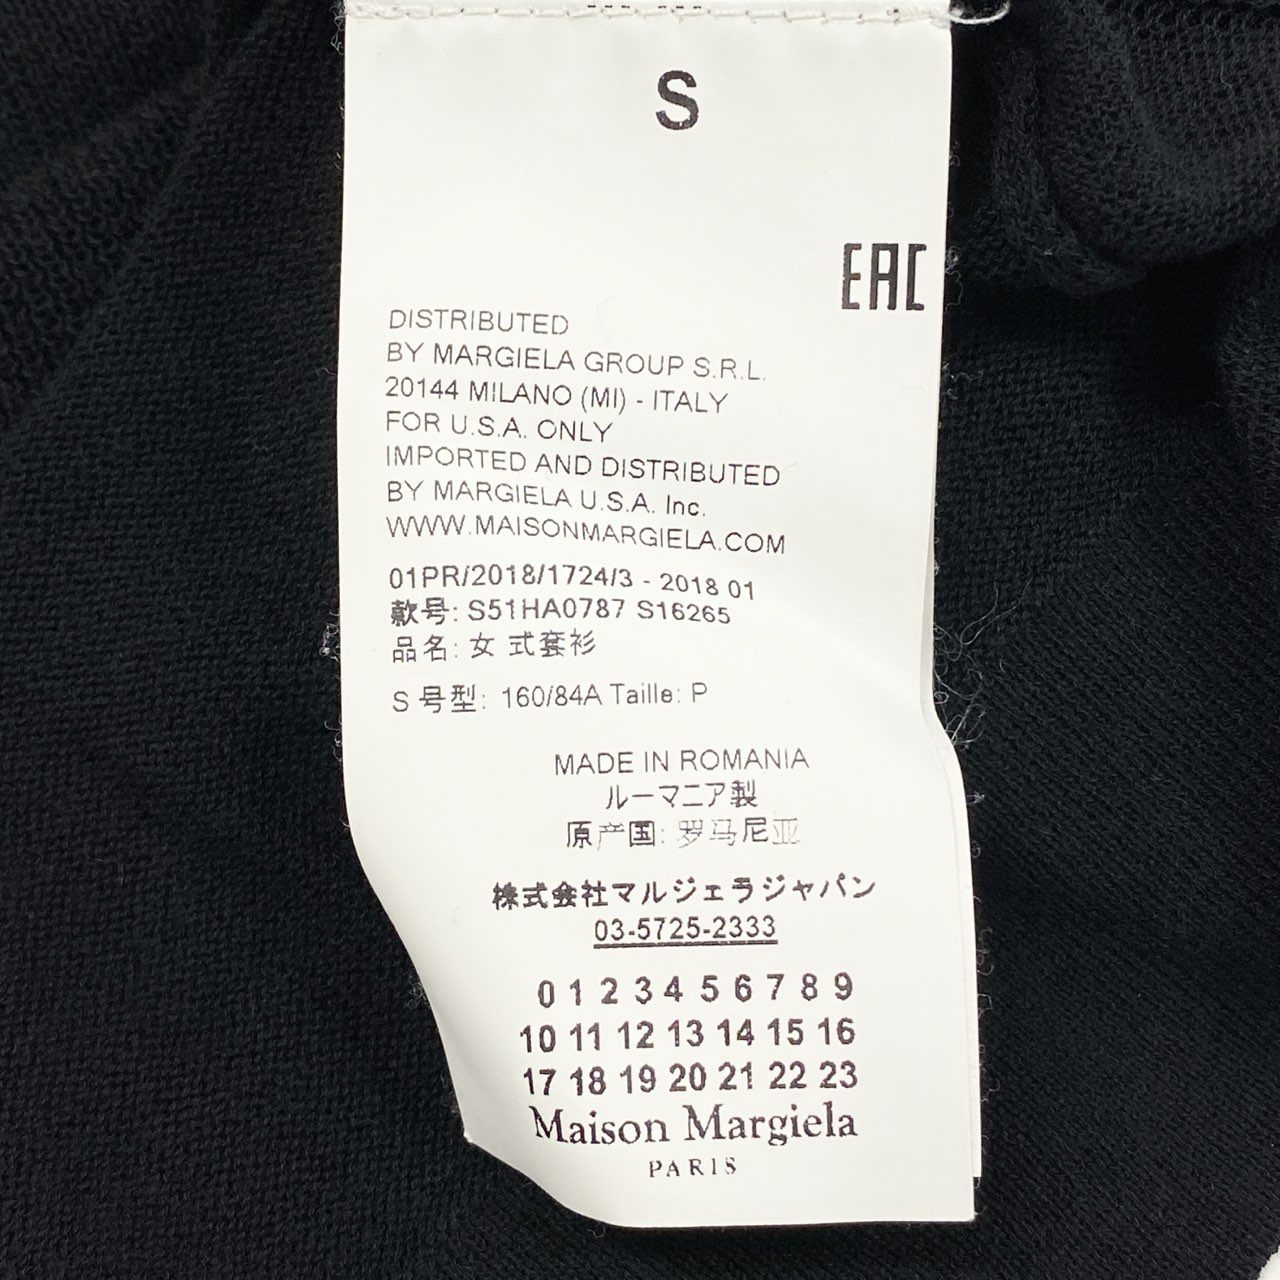 S
EAC
DISTRIBUTED
BY MARGIELA GROUP S.R.L.
20144 MILANO (MI) - ITALY
FOR U.S.A. ONLY
IMPORTED AND DISTRIBUTED
BY MARGIELA U.S.A. Inc.
WWW.MAISONMARGIELA.COM
01PR/2018/1724/3 - 2018 01
款号: S51HA0787 S16265
品名: 女 式套衫
S 号型: 160/84A Taille: P
MADE IN ROMANIA
ルーマニア製
原产国: 罗马尼亚
株式会社マルジェラジャパン
03-5725-2333
0 1 2 3 4 5 6 7 8 9
10 11 12 13 14 15 16
17 18 19 20 21 22 23
Maison Margiela
PARIS